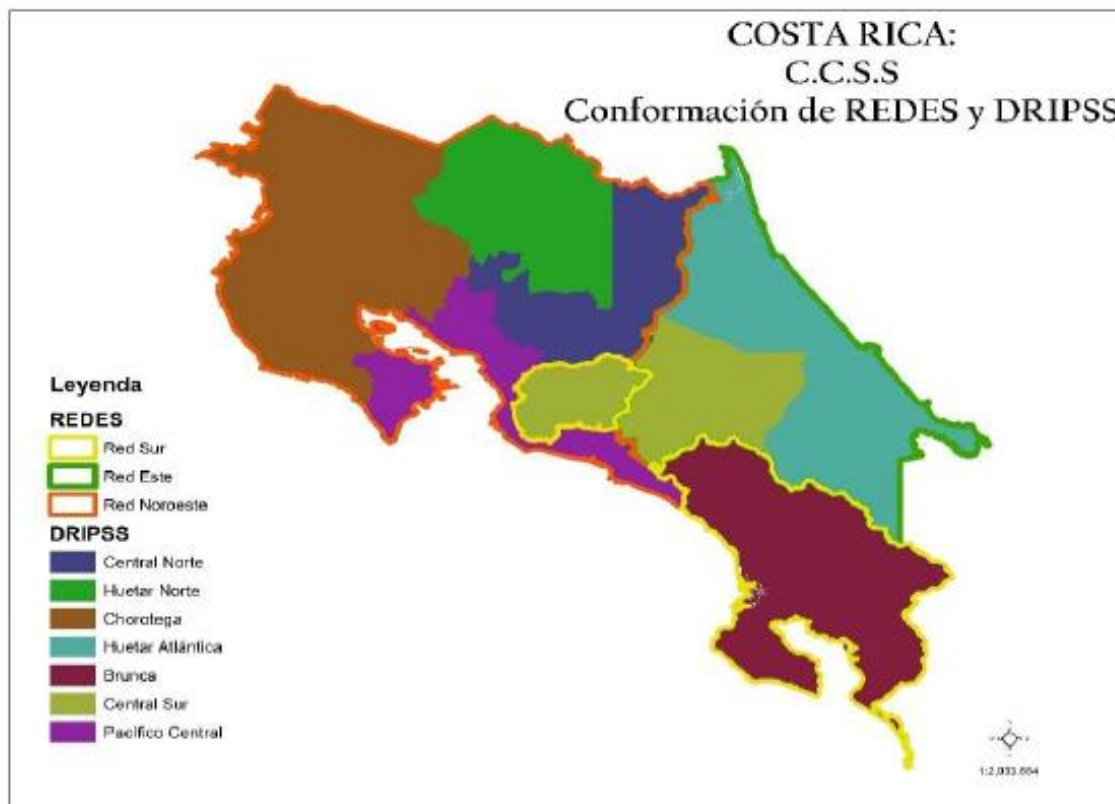 COSTA RICA:
C.C.S.S
Conformación de REDES y DRIPSS
Leyenda
REDES
Red Sur
Red Este
Red Noroeste
DRIPSS
Central Norte
Huetar Norte
Chorotega
Huetar Atlántica
Brunca
Central Sur
Pacífico Central